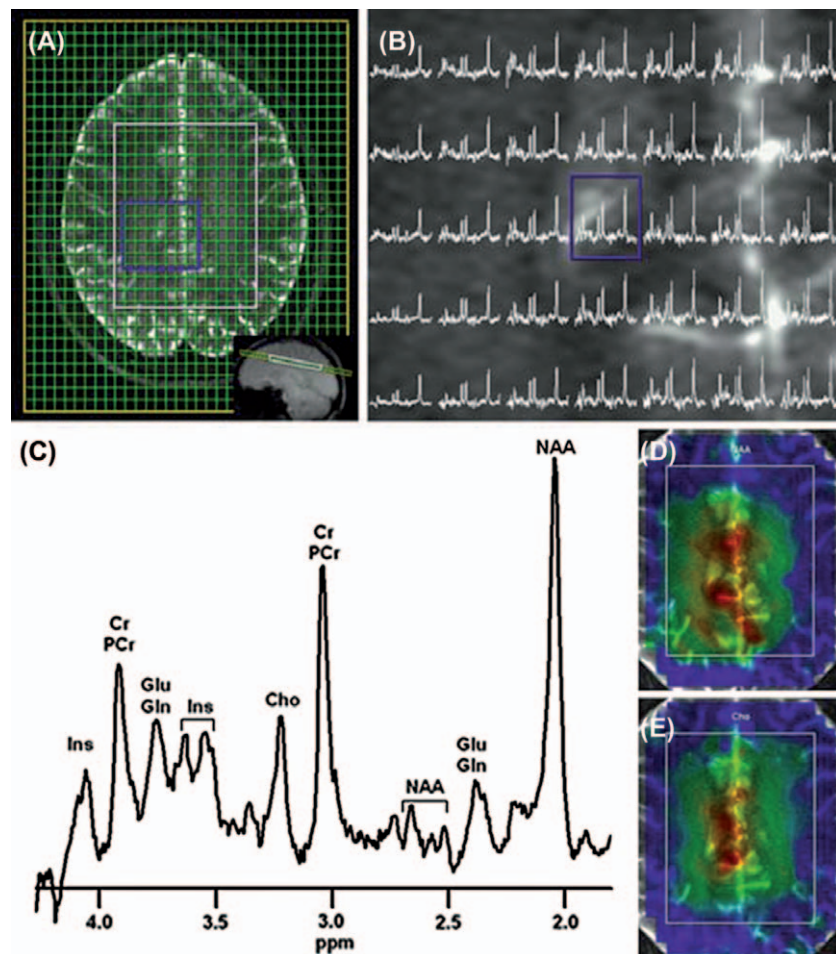 (A)
(B)
(C)
NAA
Cr
PCr
Cr
PCr
Glu
Gln
Ins
Cho
Ins
Glu
Gln
NAA
4.0 3.5 3.0 2.5 2.0
ppm
(D)
NAA
(E)
Cho